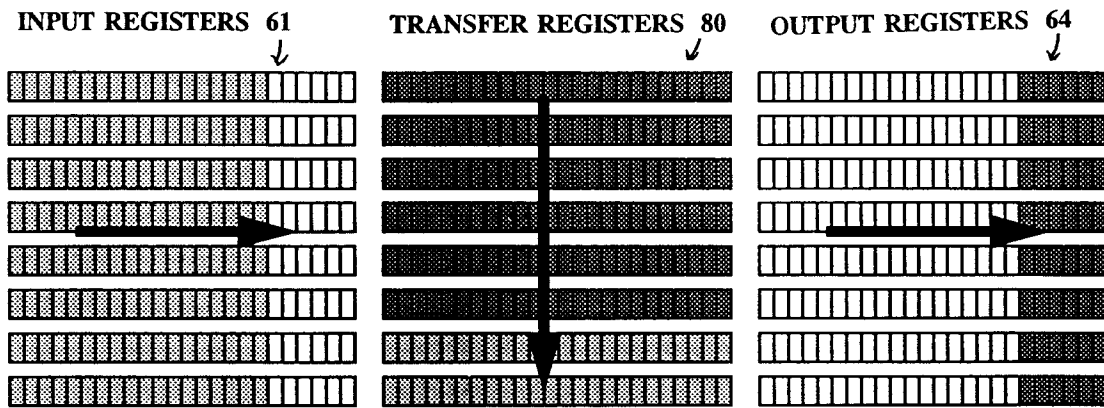 INPUT REGISTERS 61
TRANSFER REGISTERS 80
OUTPUT REGISTERS 64